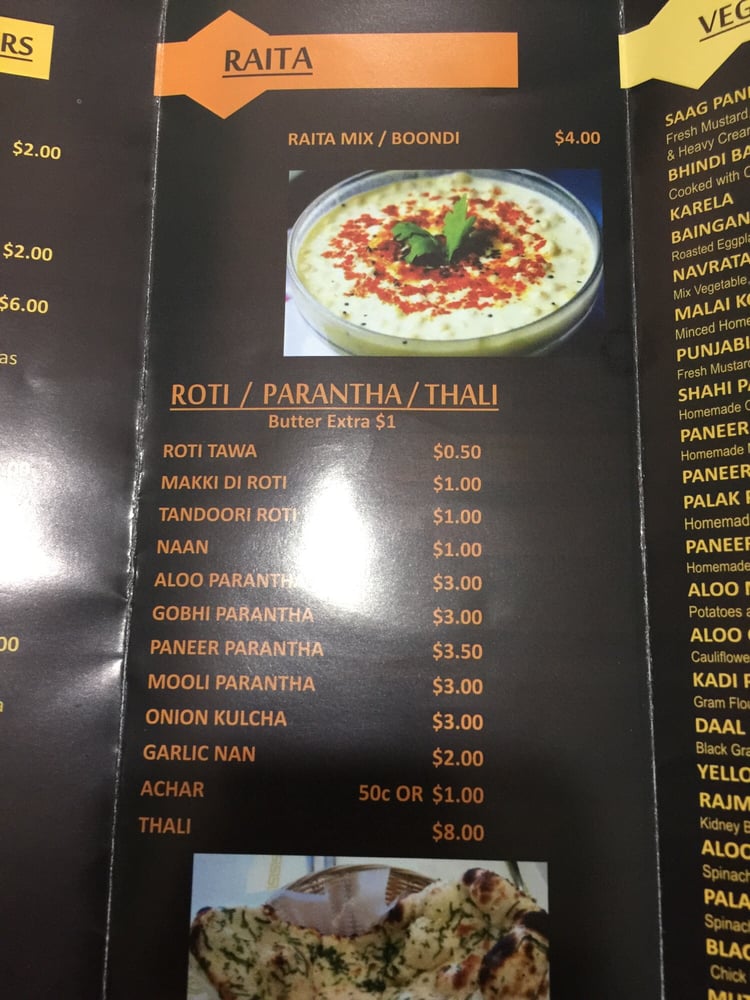 RS
$2.00
$2.00
$6.00
as
RAITA
RAITA MIX / BOONDI $4.00
ROTI / PARANTHA / THALI
Butter Extra $1
ROTI TAWA $0.50
MAKKI DI ROTI $1.00
TANDOORI ROTI $1.00
NAAN $1.00
ALOO PARANTHA $3.00
GOBHI PARANTHA $3.00
PANEER PARANTHA $3.50
MOOLI PARANTHA $3.00
ONION KULCHA $3.00
GARLIC NAN $2.00
ACHAR 50c OR $1.00
THALI $8.00
VEG
SAAG PAN
Fresh Mustard
& Heavy Crea
BHINDI BA
Cooked with
KARELA
BAINGAN
Roasted Eggpl
NAVRATA
Mix Vegetable,
MALAI K
Minced Home
PUNJABI
Fresh Mustard
SHAHI P
Homemade
PANEER
Homemade
PANEER
PALAK
Homemad
PANEER
Homemade
ALOO
Potatoes
ALOO
Cauliflowe
KADI
Gram Flou
DAAL
Black Gra
YELLO
RAJM
Kidney B
ALOO
Spinach
PALA
Spinach
BLAC
Chick